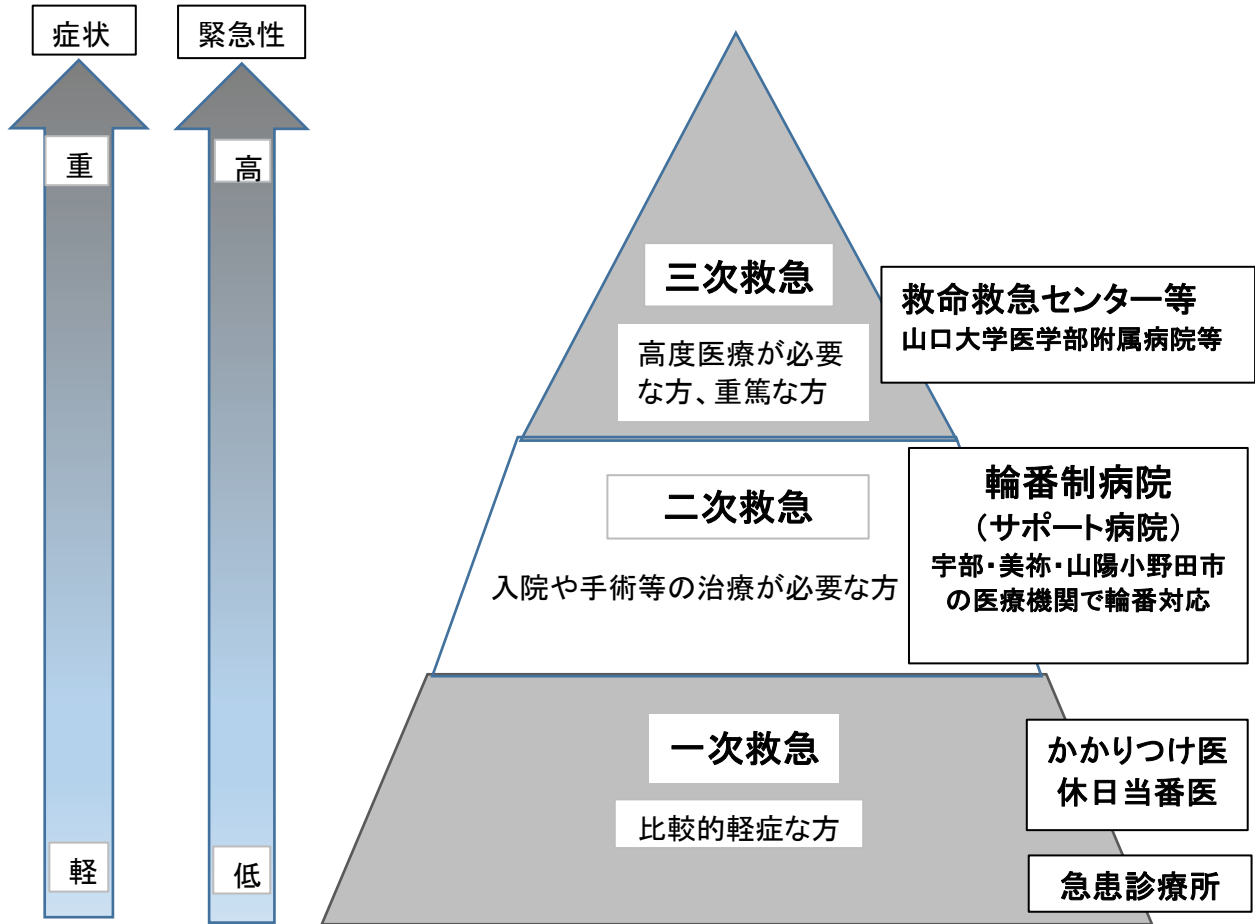 症状
緊急性
重
高
軽
低
三次救急
高度医療が必要
な方、重篤な方
救命救急センター等
山口大学医学部附属病院等
二次救急
入院や手術等の治療が必要な方
輪番制病院
（サポート病院）
宇部・美祢・山陽小野田市
の医療機関で輪番対応
一次救急
比較的軽症な方
かかりつけ医
休日当番医
急患診療所